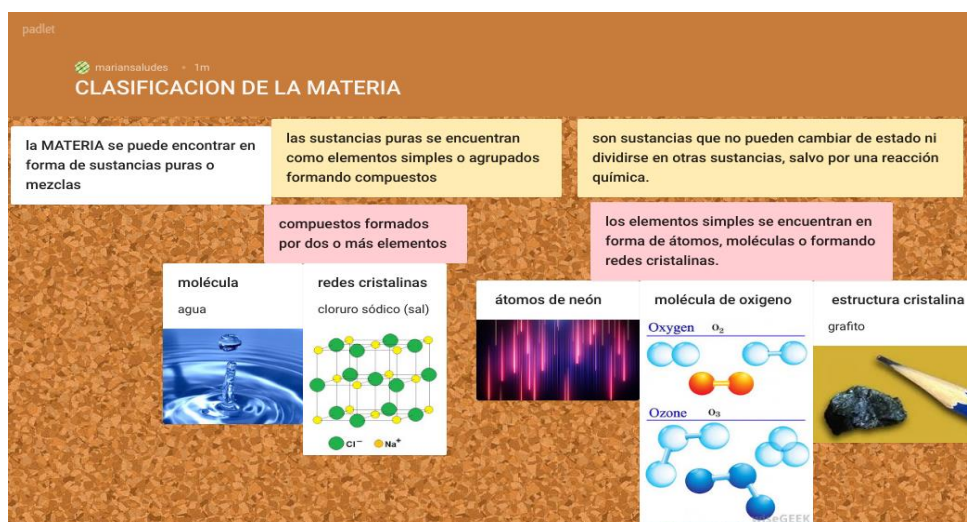 padlet
mariansaludes • 1m
CLASIFICACION DE LA MATERIA
la MATERIA se puede encontrar en
forma de sustancias puras o
mezclas
las sustancias puras se encuentran
como elementos simples o agrupados
formando compuestos
son sustancias que no pueden cambiar de estado ni
dividirse en otras sustancias, salvo por una reacción
química.
compuestos formados
por dos o más elementos
los elementos simples se encuentran en
forma de átomos, moléculas o formando
redes cristalinas.
molécula
agua
redes cristalinas
cloruro sódico (sal)
Cl⁻ Na⁺
átomos de neón
molécula de oxigeno
Oxygen O₂
Ozone O₃
estructura cristalina
grafito